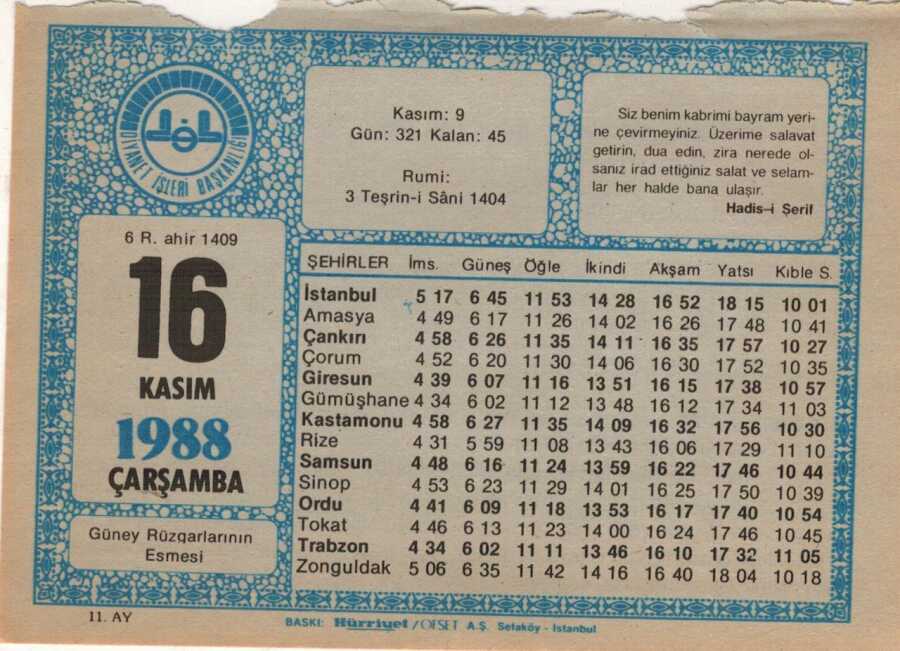 DİYANET İŞLERİ BAŞKANLIĞI
6 R. ahir 1409
16
KASIM
1988
ÇARŞAMBA
Güney Rüzgarlarının
Esmesi
Kasım: 9
Gün: 321 Kalan: 45
Rumi:
3 Teşrin-i Sâni 1404
Siz benim kabrimi bayram yeri-
ne çevirmeyiniz. Üzerime salavat
getirin, dua edin, zira nerede ol-
sanız irad ettiğiniz salat ve selam-
lar her halde bana ulaşır.
Hadis-i Şerif
ŞEHİRLER İms. Güneş Öğle İkindi Akşam Yatsı Kıble S.
İstanbul 5 17 6 45 11 53 14 28 16 52 18 15 10 01
Amasya 4 49 6 17 11 26 14 02 16 26 17 48 10 41
Çankırı 4 58 6 26 11 35 14 11 16 35 17 57 10 27
Çorum 4 52 6 20 11 30 14 06 16 30 17 52 10 35
Giresun 4 39 6 07 11 16 13 51 16 15 17 38 10 57
Gümüşhane 4 34 6 02 11 12 13 48 16 12 17 34 11 03
Kastamonu 4 58 6 27 11 35 14 09 16 32 17 56 10 30
Rize 4 31 5 59 11 08 13 43 16 06 17 29 11 10
Samsun 4 48 6 16 11 24 13 59 16 22 17 46 10 44
Sinop 4 53 6 23 11 29 14 01 16 25 17 50 10 39
Ordu 4 41 6 09 11 18 13 53 16 17 17 40 10 54
Tokat 4 46 6 13 11 23 14 00 16 24 17 46 10 45
Trabzon 4 34 6 02 11 11 13 46 16 10 17 32 11 05
Zonguldak 5 06 6 35 11 42 14 16 16 40 18 04 10 18
11. AY
BASKI: Hürriyet / OFSET A.Ş. Sefaköy - İstanbul